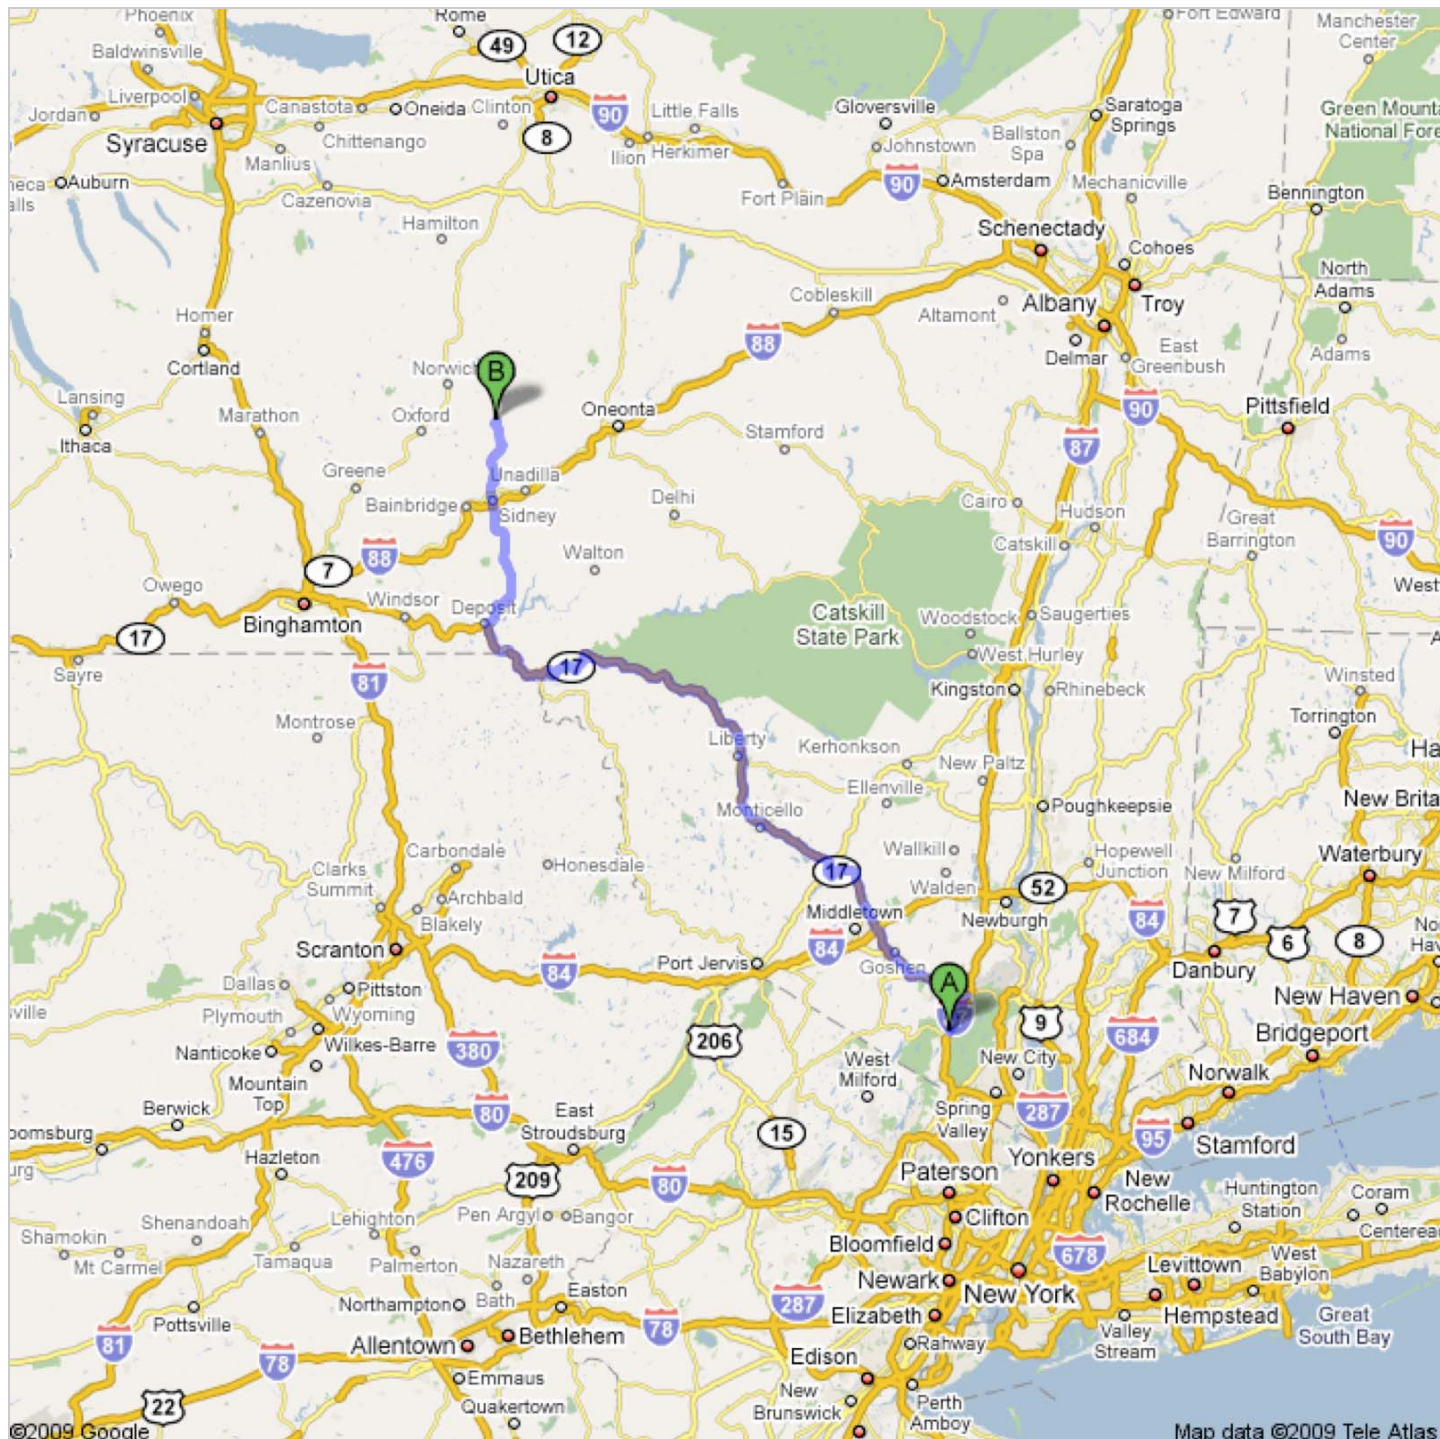 Phoenix
Rome
Fort Edward
Manchester
Center
Baldwinsville
49
12
Utica
Liverpool
Canastota
Oneida
Clinton
90
Little Falls
Gloversville
Saratoga
Springs
Green Mounta
National Fore
Jordan
Syracuse
Chittenango
8
Ilion
Herkimer
Johnstown
Ballston
Spa
Manlius
neca
alls
Auburn
Cazenovia
Fort Plain
90
Amsterdam
Mechanicville
Bennington
Hamilton
Schenectady
Cohoes
North
Adams
Homer
Cobleskill
Altamont
Albany
Troy
Cortland
88
Delmar
East
Greenbush
Adams
Norwich
B
Lansing
Marathon
Oxford
Oneonta
90
Pittsfield
Ithaca
Stamford
87
Greene
Unadilla
Bainbridge
Sidney
Delhi
Cairo
Hudson
Great
Barrington
88
Walton
Catskill
90
7
West
Owego
Windsor
Deposit
Catskill
State Park
Woodstock
Saugerties
Binghamton
17
A
West Hurley
Sayre
81
17
Kingston
Rhinebeck
Winsted
Montrose
Torrington
Liberty
Kerhonkson
New Paltz
Ha
Ellenville
Monticello
Poughkeepsie
New Brita
Carbondale
Honesdale
Wallkill
Hopewell
Junction
Waterbury
Clarks
Summit
17
Walden
52
New Milford
Archbald
Blakely
Middletown
Newburgh
84
7
No
Hav
Scranton
84
Port Jervis
84
Goshen
6
8
Danbury
Dallas
Pittston
A
New Haven
sville
Plymouth
Wyoming
9
Bridgeport
Nanticoke
Wilkes-Barre
380
206
684
West
Milford
New City
Norwalk
Mountain
Top
Berwick
80
East
Stroudsburg
Spring
Valley
287
oomsburg
15
95
Stamford
urg
Hazleton
476
209
80
Paterson
Yonkers
New
Rochelle
Huntington
Station
Coram
Shenandoah
Lehighton
Pen Argyl
Bangor
Clifton
Centerea
Shamokin
Mt Carmel
Tamaqua
Palmerton
Nazareth
Bloomfield
678
West
Babylon
Bath
Newark
New York
Levittown
Northampton
Easton
287
Elizabeth
Hempstead
Great
South Bay
Pottsville
81
Allentown
Bethlehem
78
Rahway
Valley
Stream
78
Edison
Emmaus
22
Quakertown
New
Brunswick
Perth
Amboy
©2009 Google
Map data ©2009 Tele Atlas